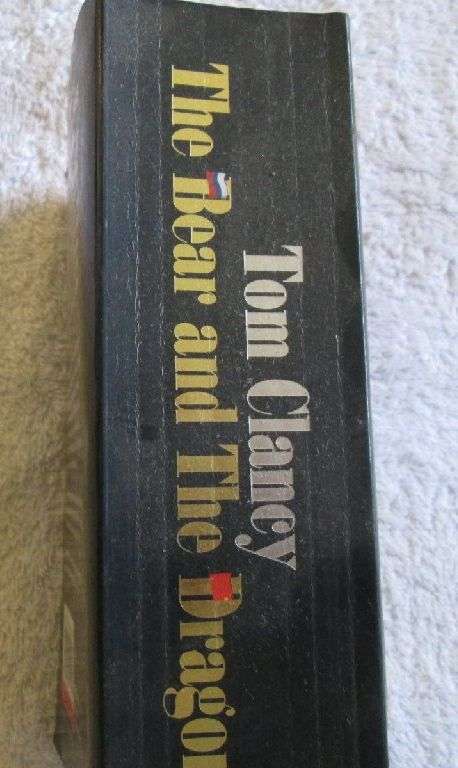 Tom Clancy
The Bear and The Dragon